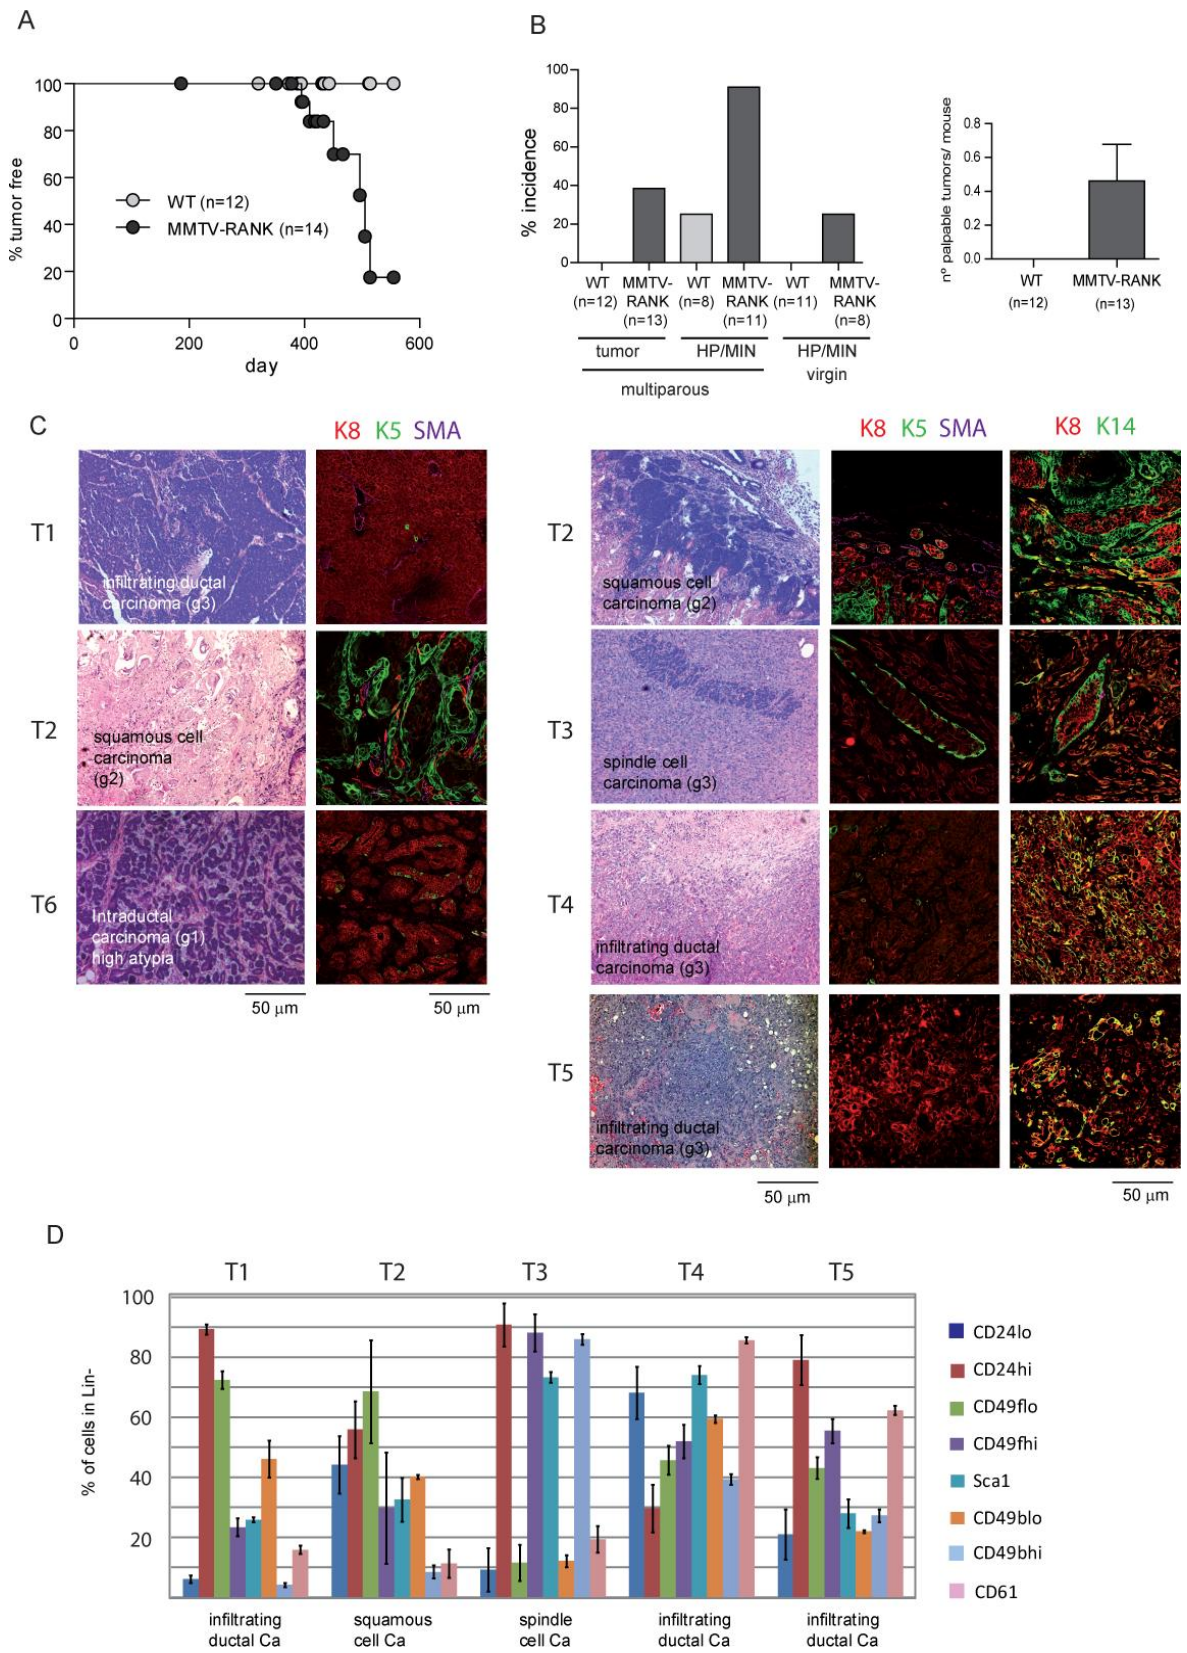 A
% tumor free
100
80
60
40
20
0
WT (n=12)
MMTV-RANK (n=14)
0
200
400
600
day
B
% incidence
100
80
60
40
20
0
WT
(n=12)
MMTV-
RANK
(n=13)
WT
(n=8)
MMTV-
RANK
(n=11)
WT
(n=11)
MMTV-
RANK
(n=8)
tumor
HP/MIN
HP/MIN
multiparous
virgin
nº palpable tumors/ mouse
0.8
0.6
0.4
0.2
0.0
WT
(n=12)
MMTV-RANK
(n=13)
C
K8 K5 SMA
T1
infiltrating ductal
carcinoma (g3)
T2
squamous cell
carcinoma
(g2)
T6
Intraductal
carcinoma (g1)
high atypia
50 µm
50 µm
K8 K5 SMA
K8 K14
T2
squamous cell
carcinoma (g2)
T3
spindle cell
carcinoma (g3)
T4
infiltrating ductal
carcinoma (g3)
T5
infiltrating ductal
carcinoma (g3)
50 µm
50 µm
D
T1
T2
T3
T4
T5
% of cells in Lin-
100
80
60
40
20
infiltrating
ductal Ca
squamous
cell Ca
spindle
cell Ca
infiltrating
ductal Ca
infiltrating
ductal Ca
CD24lo
CD24hi
CD49flo
CD49fhi
Sca1
CD49blo
CD49bhi
CD61